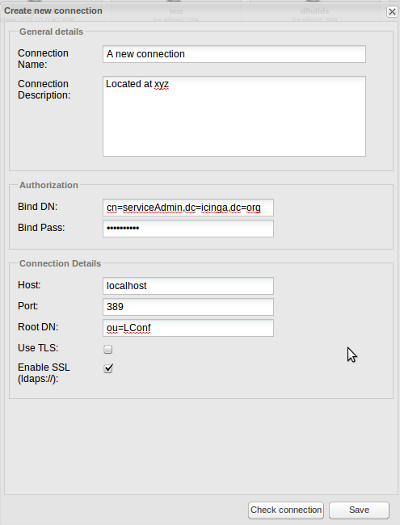 Create new connection
General details
Connection Name: A new connection
Connection Description: Located at xyz
Authorization
Bind DN: cn=serviceAdmin,dc=icinga,dc=org
Bind Pass: ••••••••••
Connection Details
Host: localhost
Port: 389
Root DN: ou=LConf
Use TLS:
Enable SSL (ldaps://):
Check connection Save